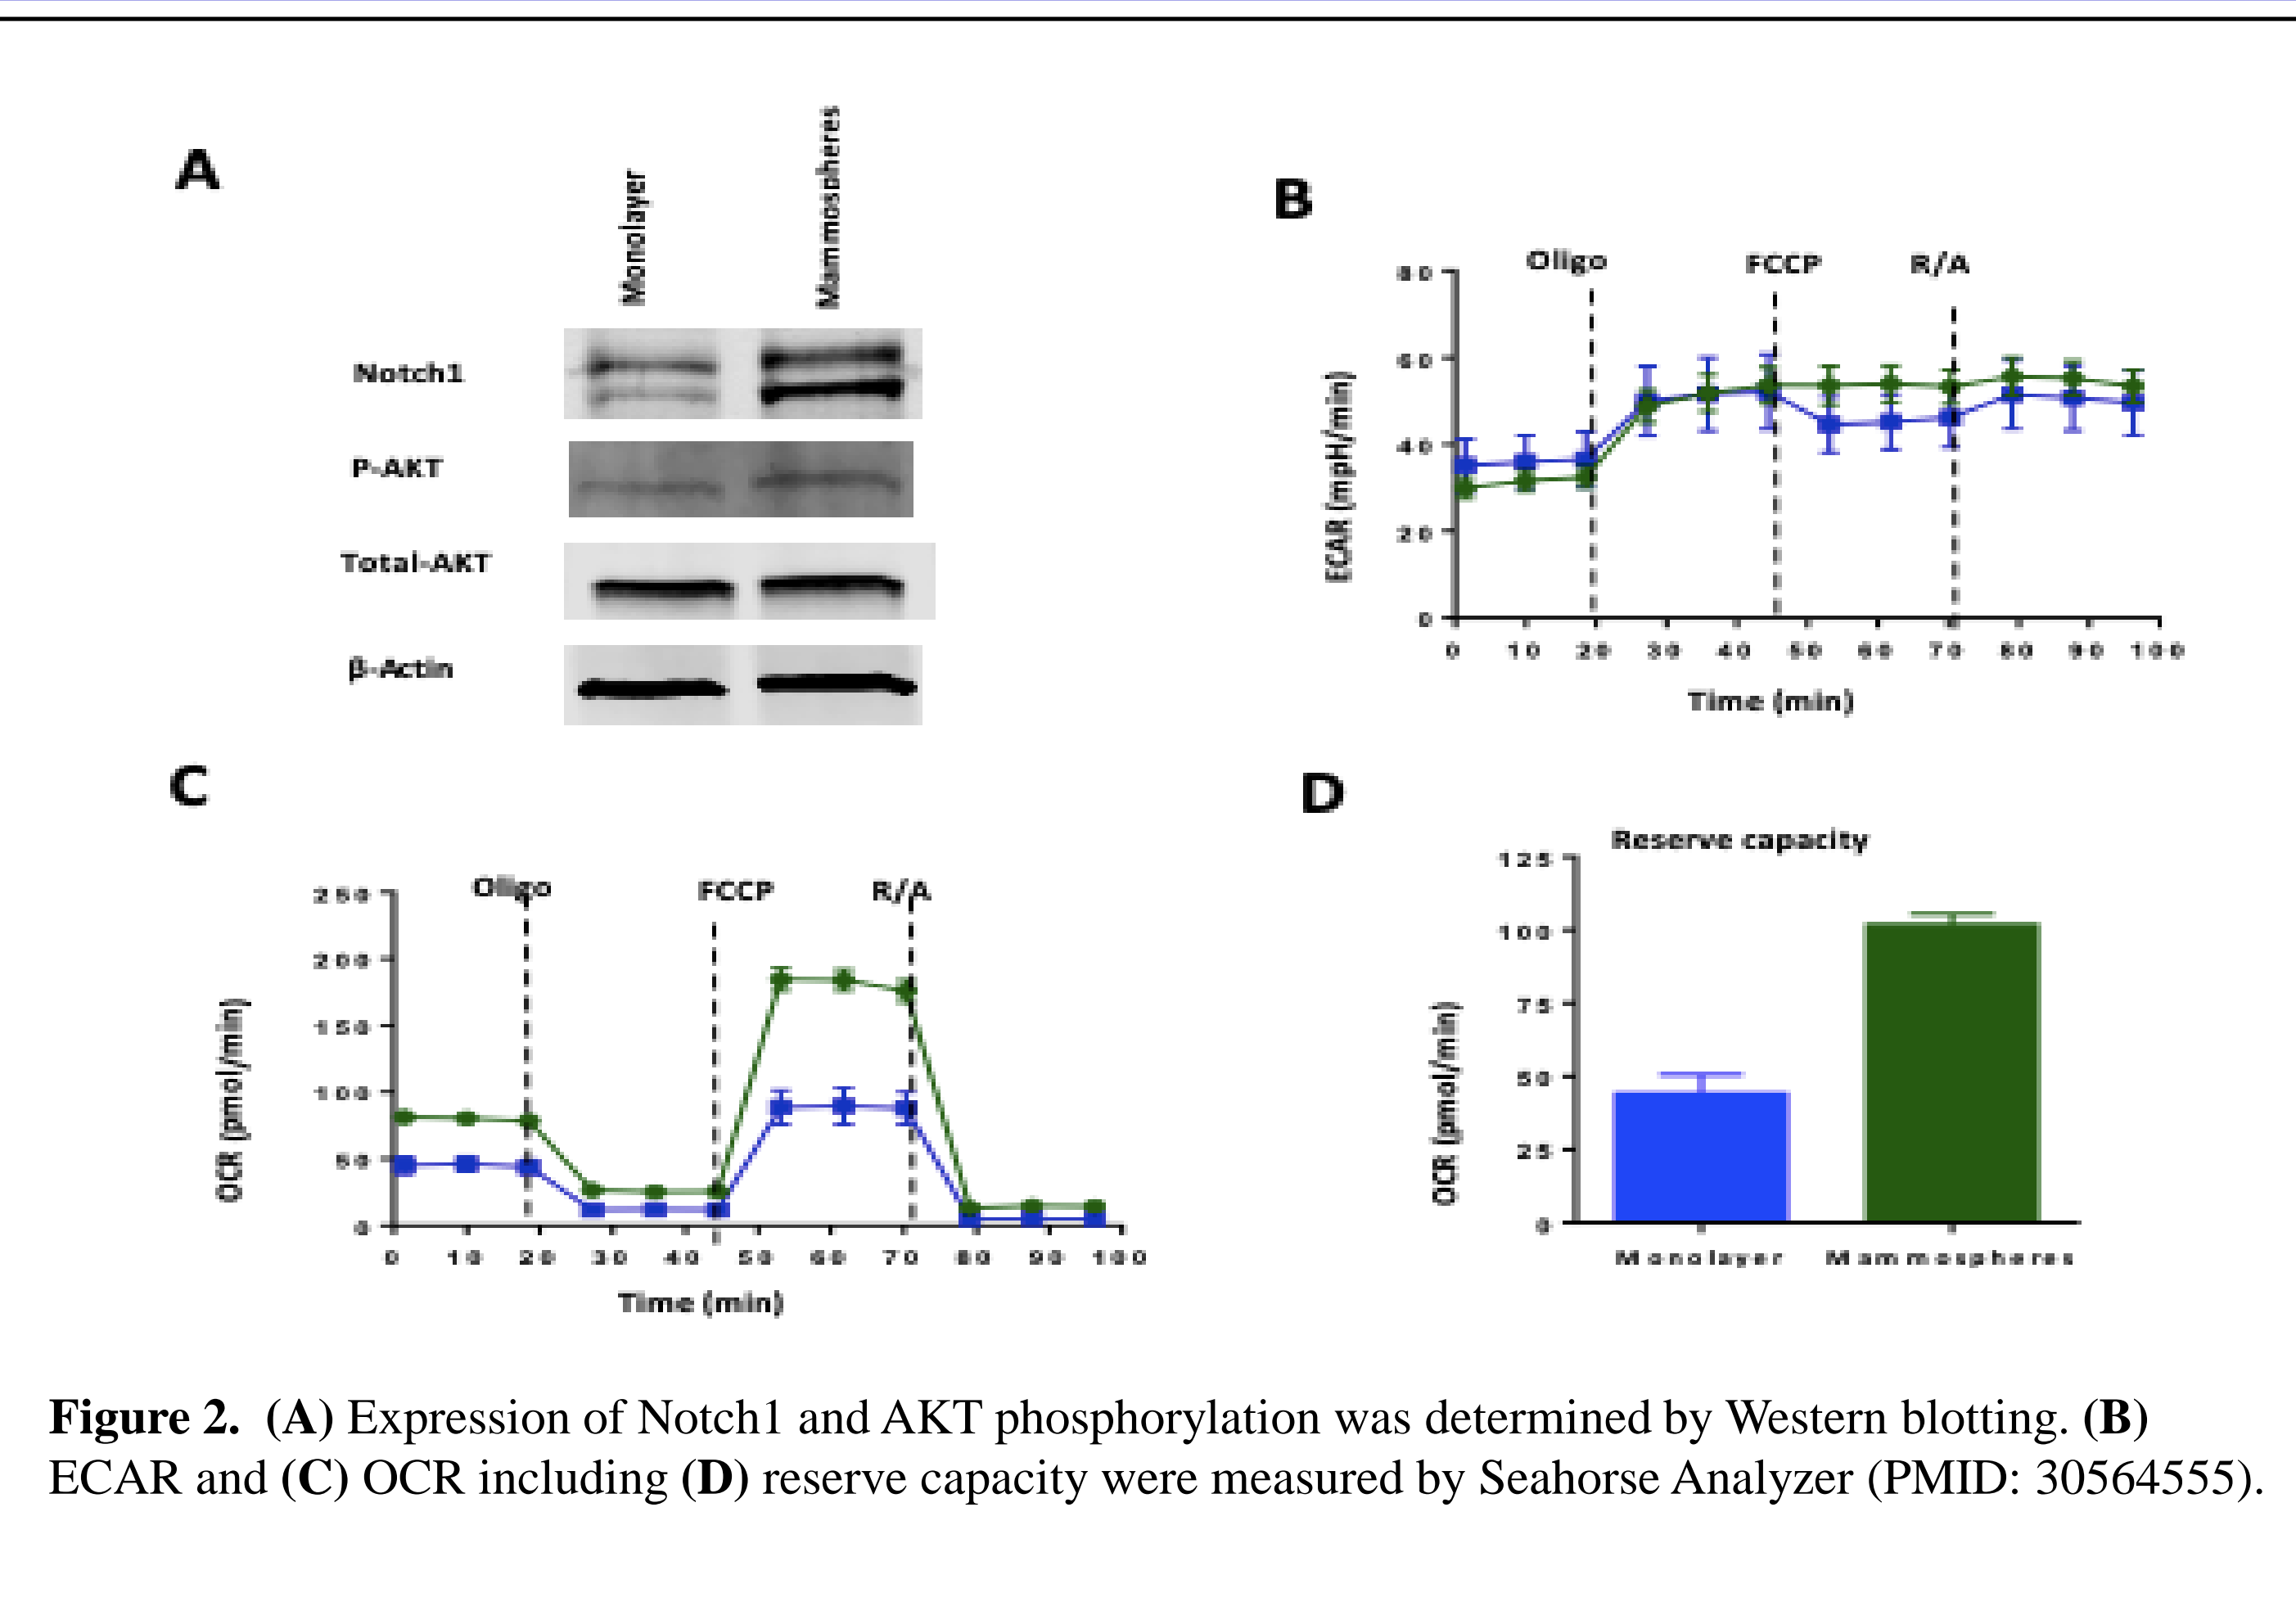 A
Monolayer
Mammospheres
Notch1
P-AKT
Total-AKT
β-Actin
B
Oligo FCCP R/A
80
60
40
20
0
ECAR (mpH/min)
0 10 20 30 40 50 60 70 80 90 100
Time (min)
C
Oligo FCCP R/A
250
200
150
100
50
0
OCR (pmol/min)
0 10 20 30 40 50 60 70 80 90 100
Time (min)
D
Reserve capacity
125
100
75
50
25
0
OCR (pmol/min)
Monolayer Mammospheres
Figure 2. (A) Expression of Notch1 and AKT phosphorylation was determined by Western blotting. (B)
ECAR and (C) OCR including (D) reserve capacity were measured by Seahorse Analyzer (PMID: 30564555).